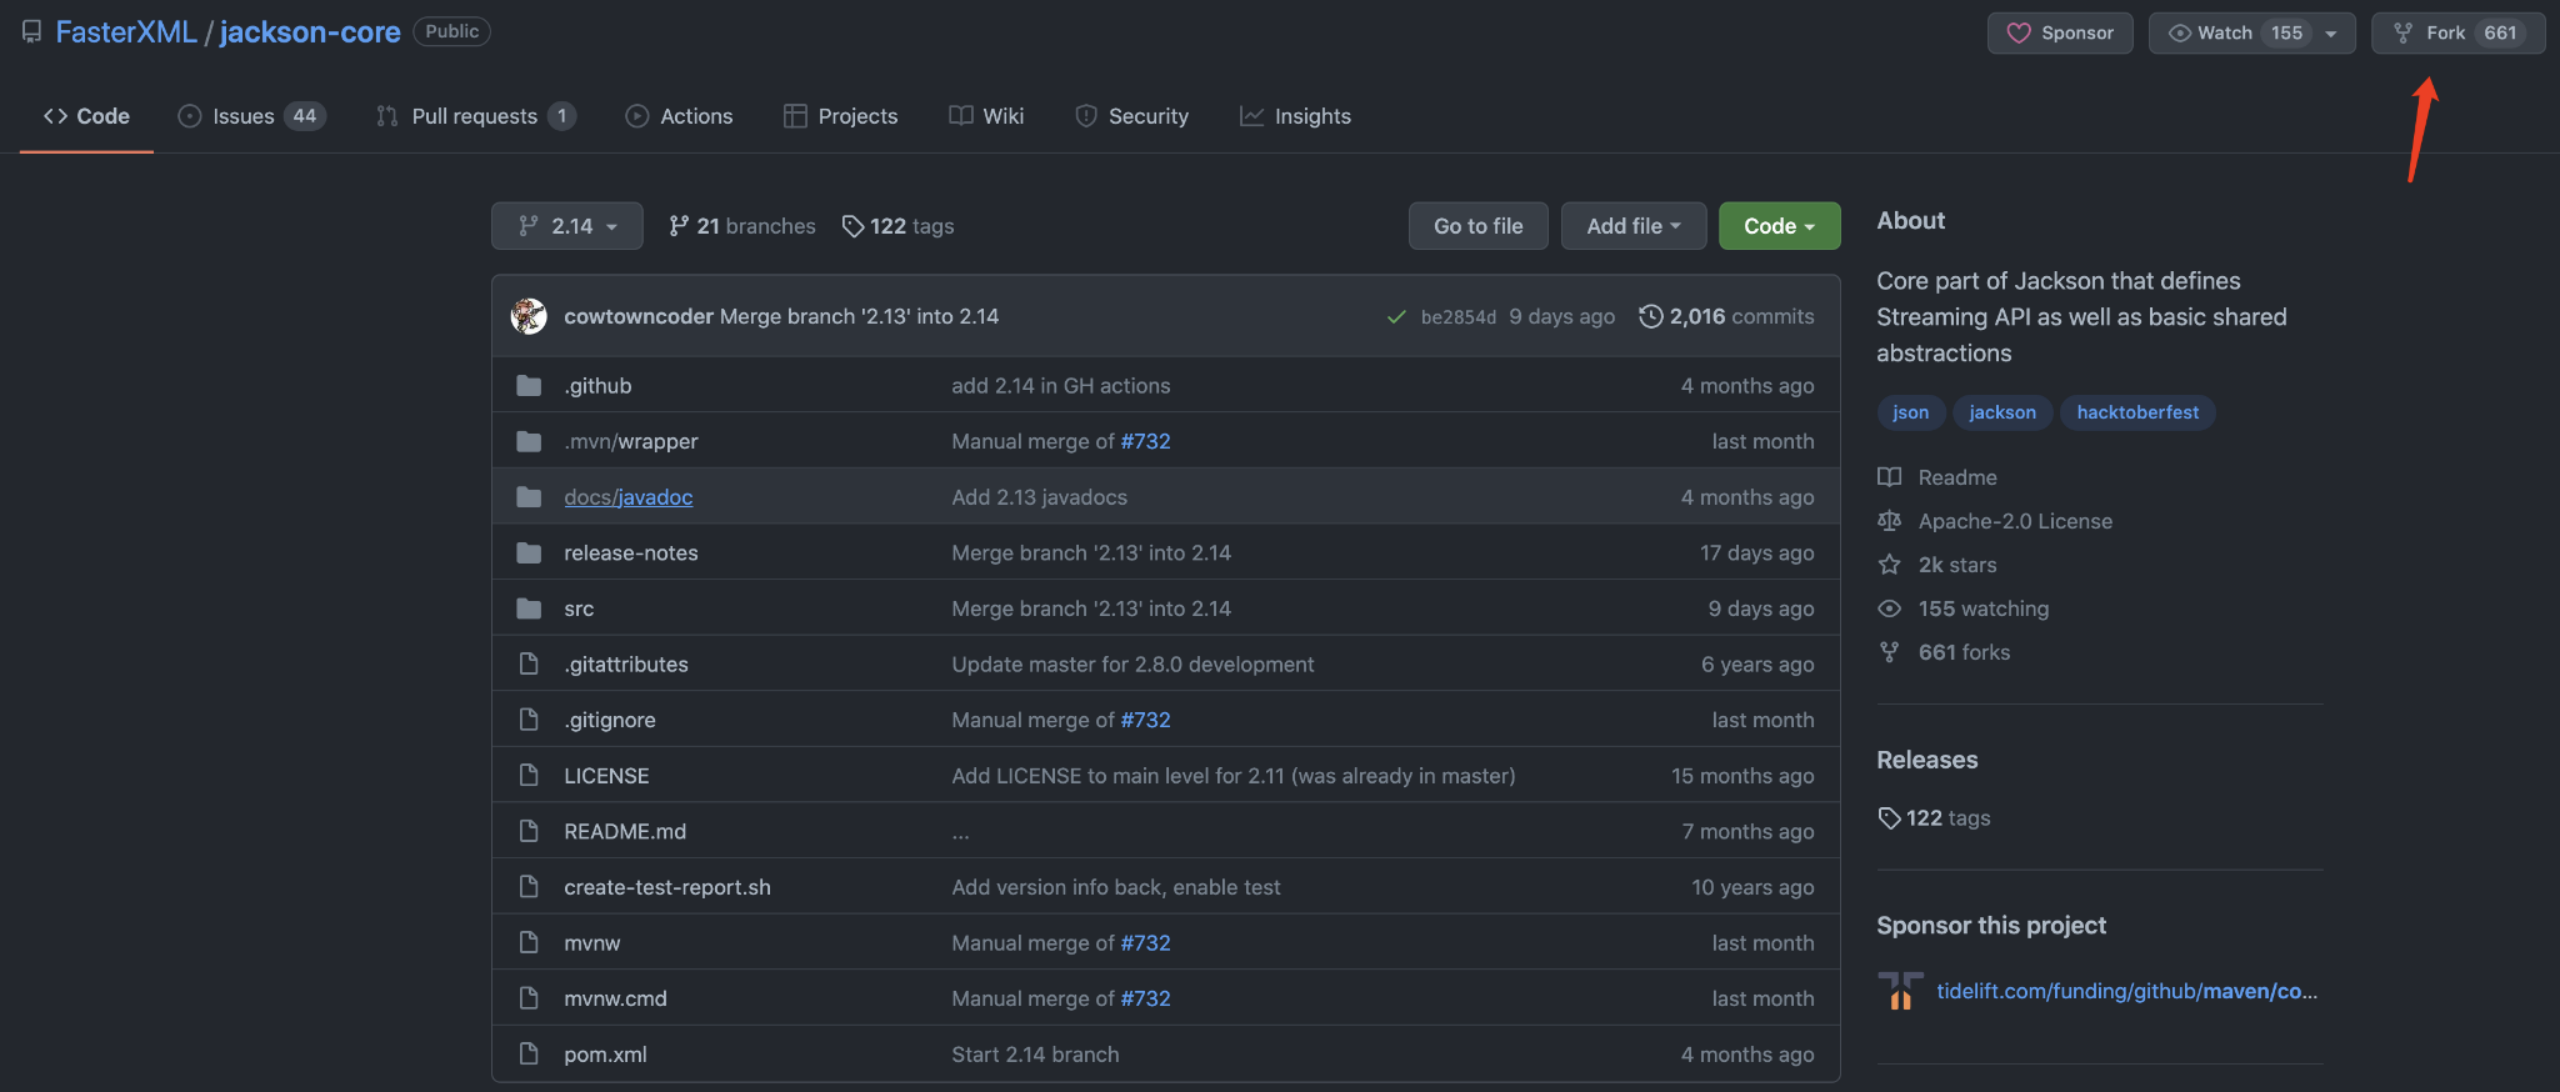 FasterXML / jackson-core Public
Sponsor Watch 155 Fork 661
Code Issues 44 Pull requests 1 Actions Projects Wiki Security Insights
2.14 21 branches 122 tags Go to file Add file Code
cowtowncoder Merge branch '2.13' into 2.14 be2854d 9 days ago 2,016 commits
.github add 2.14 in GH actions 4 months ago
.mvn/wrapper Manual merge of #732 last month
docs/javadoc Add 2.13 javadocs 4 months ago
release-notes Merge branch '2.13' into 2.14 17 days ago
src Merge branch '2.13' into 2.14 9 days ago
.gitattributes Update master for 2.8.0 development 6 years ago
.gitignore Manual merge of #732 last month
LICENSE Add LICENSE to main level for 2.11 (was already in master) 15 months ago
README.md ... 7 months ago
create-test-report.sh Add version info back, enable test 10 years ago
mvnw Manual merge of #732 last month
mvnw.cmd Manual merge of #732 last month
pom.xml Start 2.14 branch 4 months ago
About
Core part of Jackson that defines
Streaming API as well as basic shared
abstractions
json jackson hacktoberfest
Readme
Apache-2.0 License
2k stars
155 watching
661 forks
Releases
122 tags
Sponsor this project
tidelift.com/funding/github/maven/co...